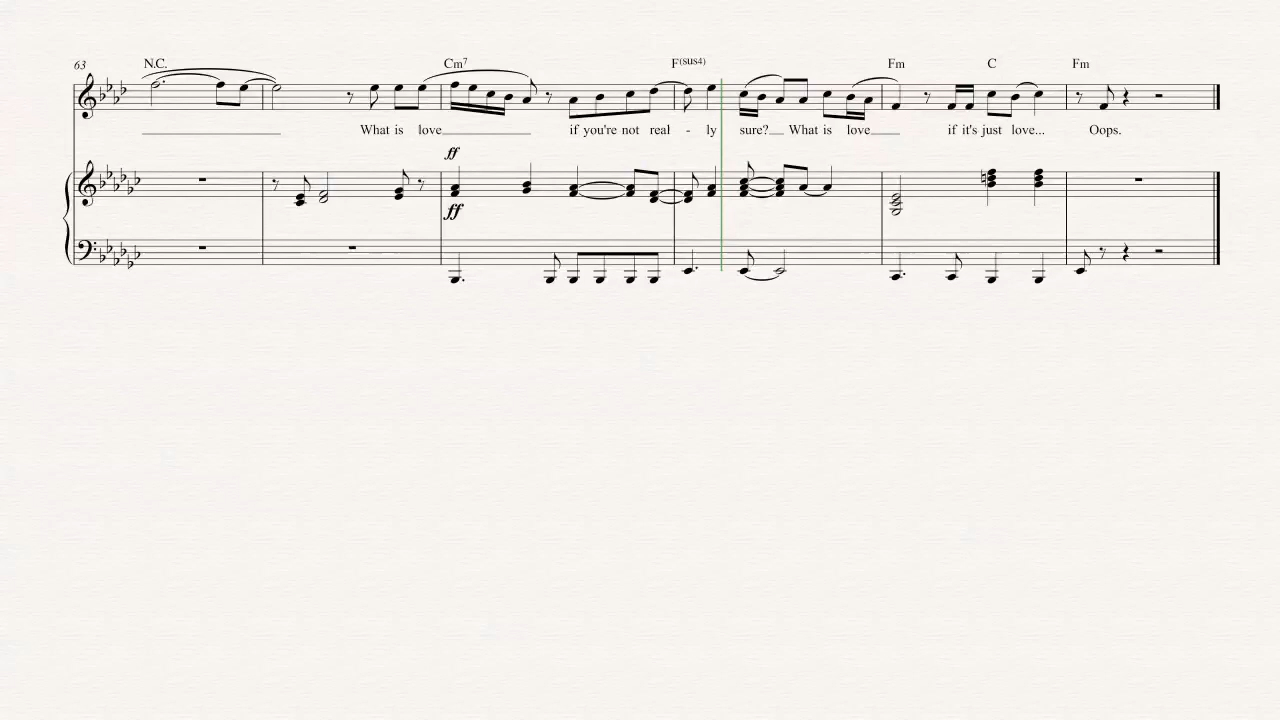 63 N.C. Cm7 F(sus4) Fm C Fm
What is love if you're not real - ly sure? What is love if it's just love... Oops.
ff
ff